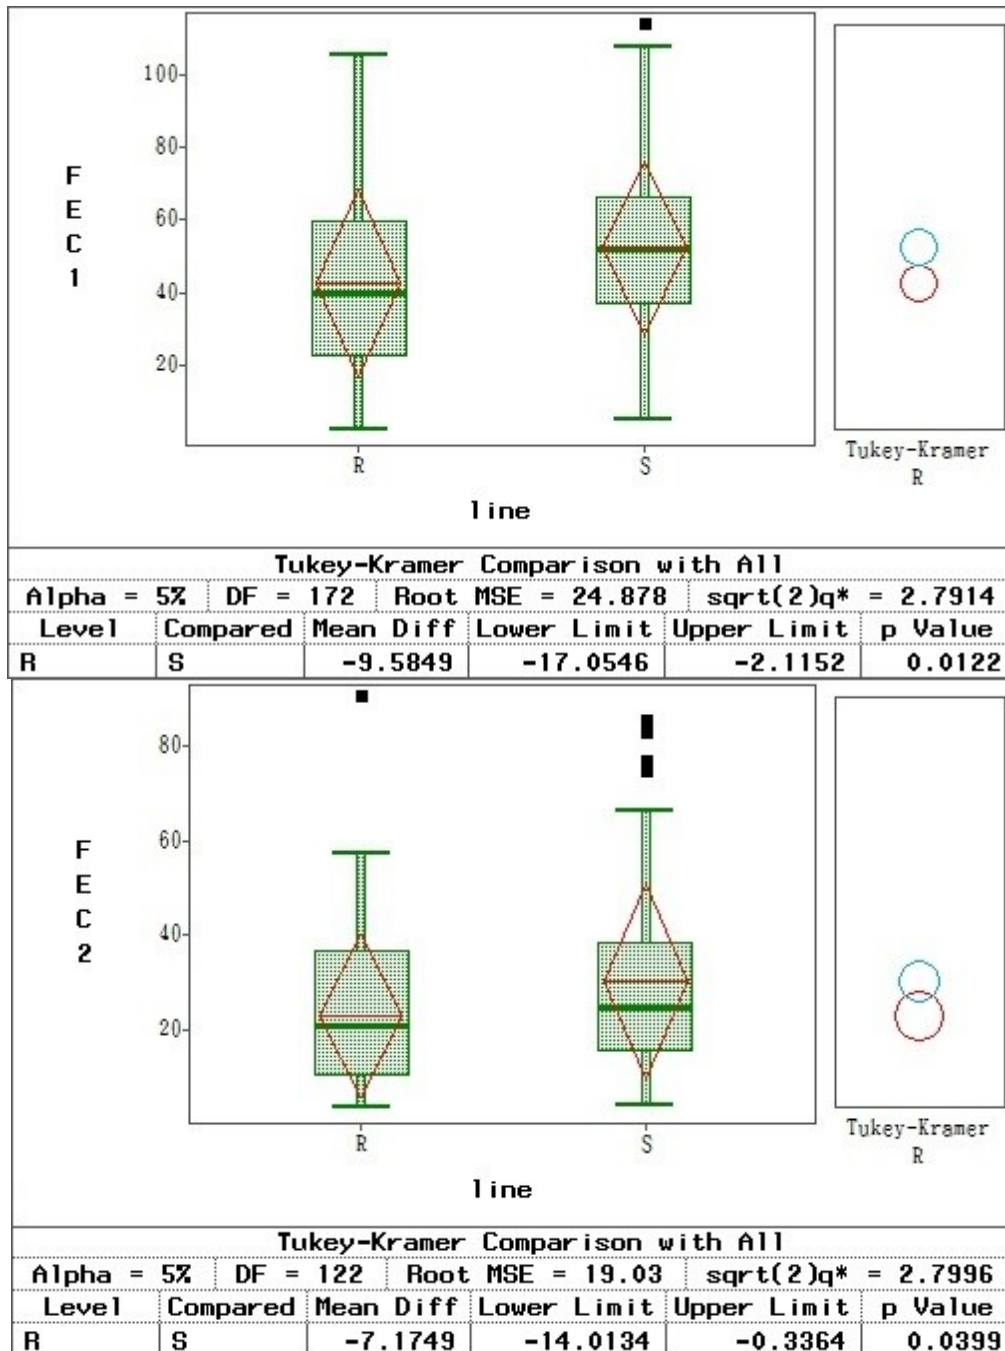 100
80
60
40
20
F
E
C
1
R S
line
Tukey-Kramer
R
Tukey-Kramer Comparison with All
Alpha = 5% DF = 172 Root MSE = 24.878 sqrt(2)q* = 2.7914
Level Compared Mean Diff Lower Limit Upper Limit p Value
R S -9.5849 -17.0546 -2.1152 0.0122
80
60
40
20
F
E
C
2
R S
line
Tukey-Kramer
R
Tukey-Kramer Comparison with All
Alpha = 5% DF = 122 Root MSE = 19.03 sqrt(2)q* = 2.7996
Level Compared Mean Diff Lower Limit Upper Limit p Value
R S -7.1749 -14.0134 -0.3364 0.0399